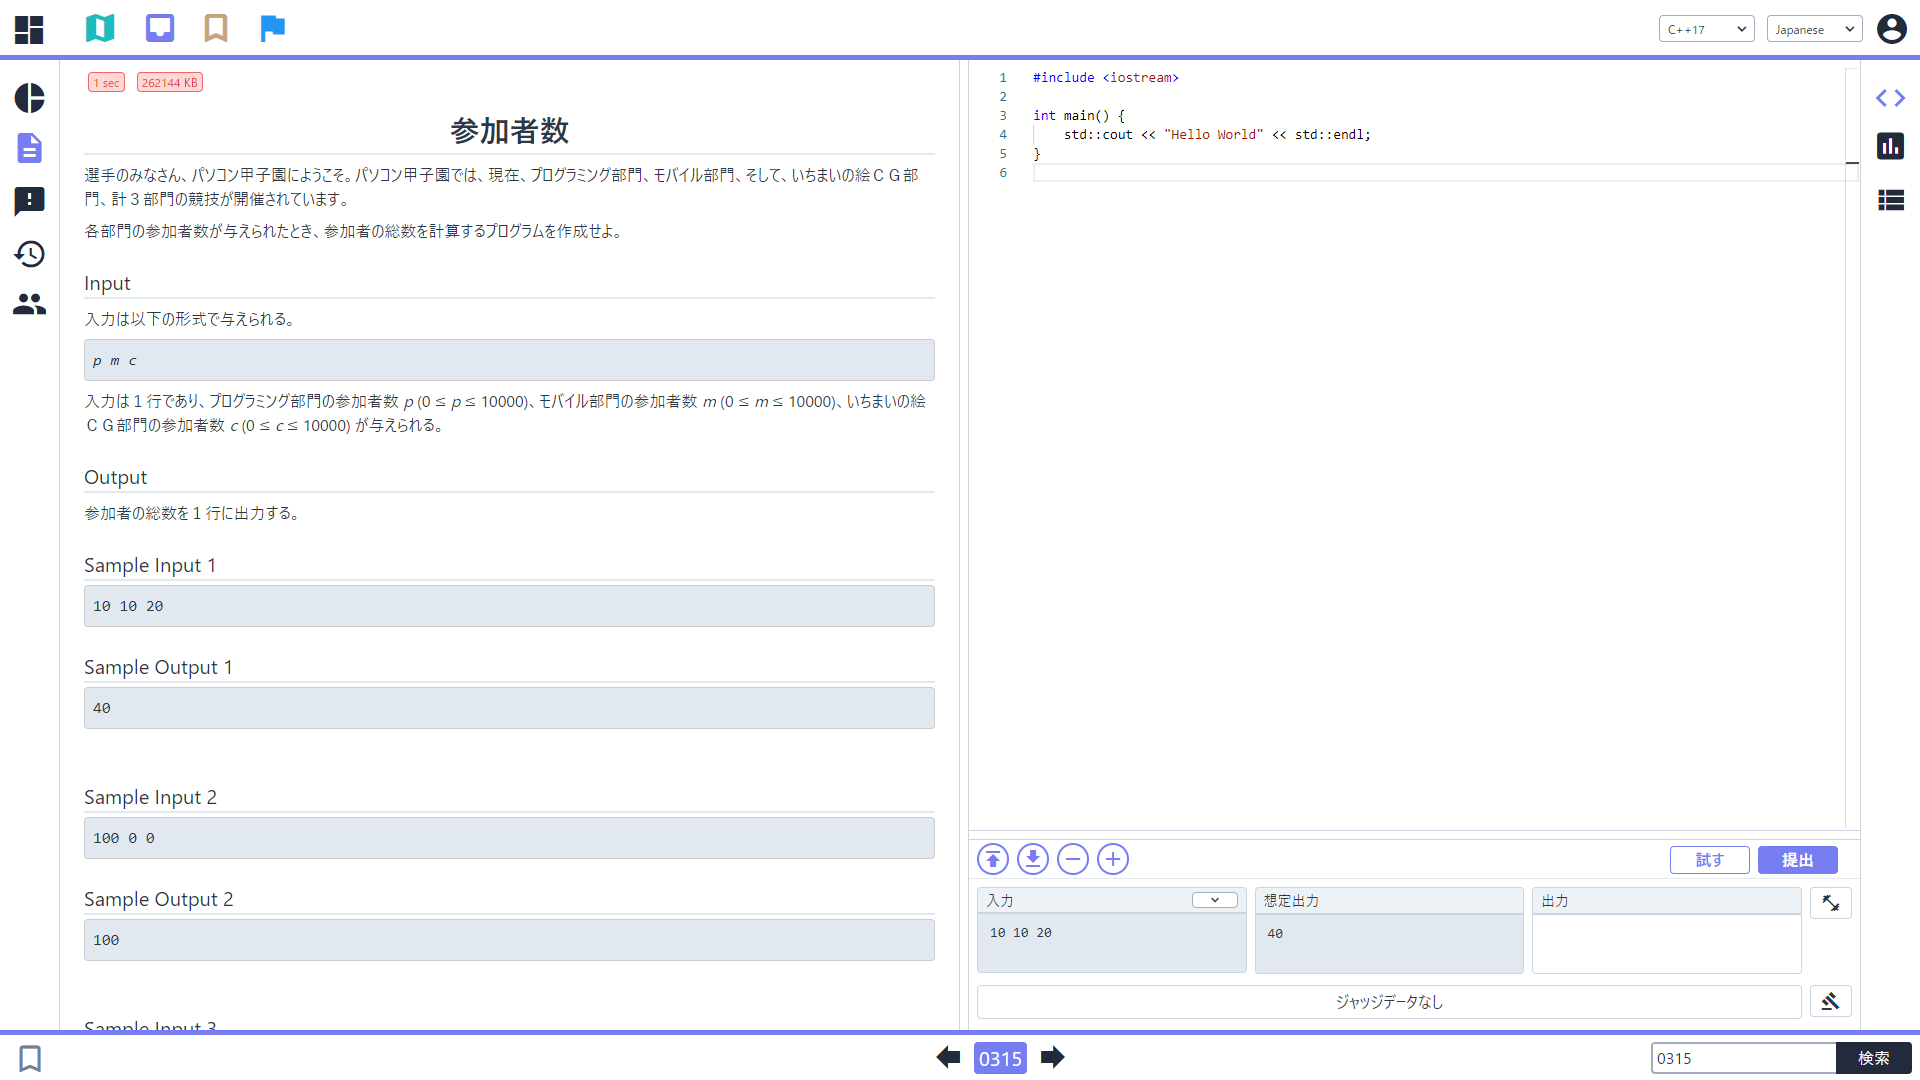 C++17
Japanese
1 sec
262144 KB
参加者数
選手のみなさん、パソコン甲子園にようこそ。パソコン甲子園では、現在、プログラミング部門、モバイル部門、そして、いちまいの絵ＣＧ部
門、計３部門の競技が開催されています。
各部門の参加者数が与えられたとき、参加者の総数を計算するプログラムを作成せよ。
Input
入力は以下の形式で与えられる。
p m c
入力は１行であり、プログラミング部門の参加者数 p (0 ≤ p ≤ 10000)、モバイル部門の参加者数 m (0 ≤ m ≤ 10000)、いちまいの絵
ＣＧ部門の参加者数 c (0 ≤ c ≤ 10000) が与えられる。
Output
参加者の総数を１行に出力する。
Sample Input 1
10 10 20
Sample Output 1
40
Sample Input 2
100 0 0
Sample Output 2
100
Sample Input 3
1 #include <iostream>
2
3 int main() {
4     std::cout << "Hello World" << std::endl;
5 }
6
試す
提出
入力
10 10 20
想定出力
40
出力
ジャッジデータなし
0315
0315
検索